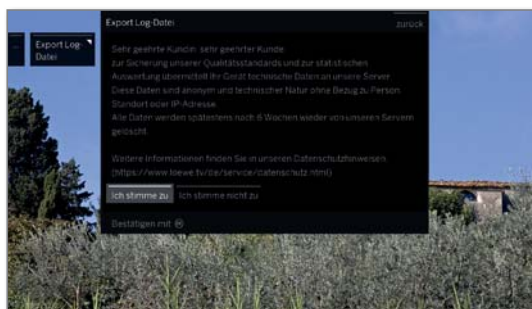 Export Log-Datei
zurück
...
Export Log-
Datei
Sehr geehrte Kundin, sehr geehrter Kunde
zur Sicherung unserer Qualitätsstandards und zur statistischen
Auswertung übermittelt Ihr Gerät technische Daten an unsere Server.
Diese Daten sind anonym und technischer Natur ohne Bezug zu Person
Standort oder IP-Adresse.
Alle Daten werden spätestens nach 6 Wochen wieder von unseren Servern
gelöscht.
Weitere Informationen finden Sie in unseren Datenschutzhinweisen
(https://www.loewe.tv/de/service/datenschutz.html)
Ich stimme zu
Ich stimme nicht zu
Bestätigen mit